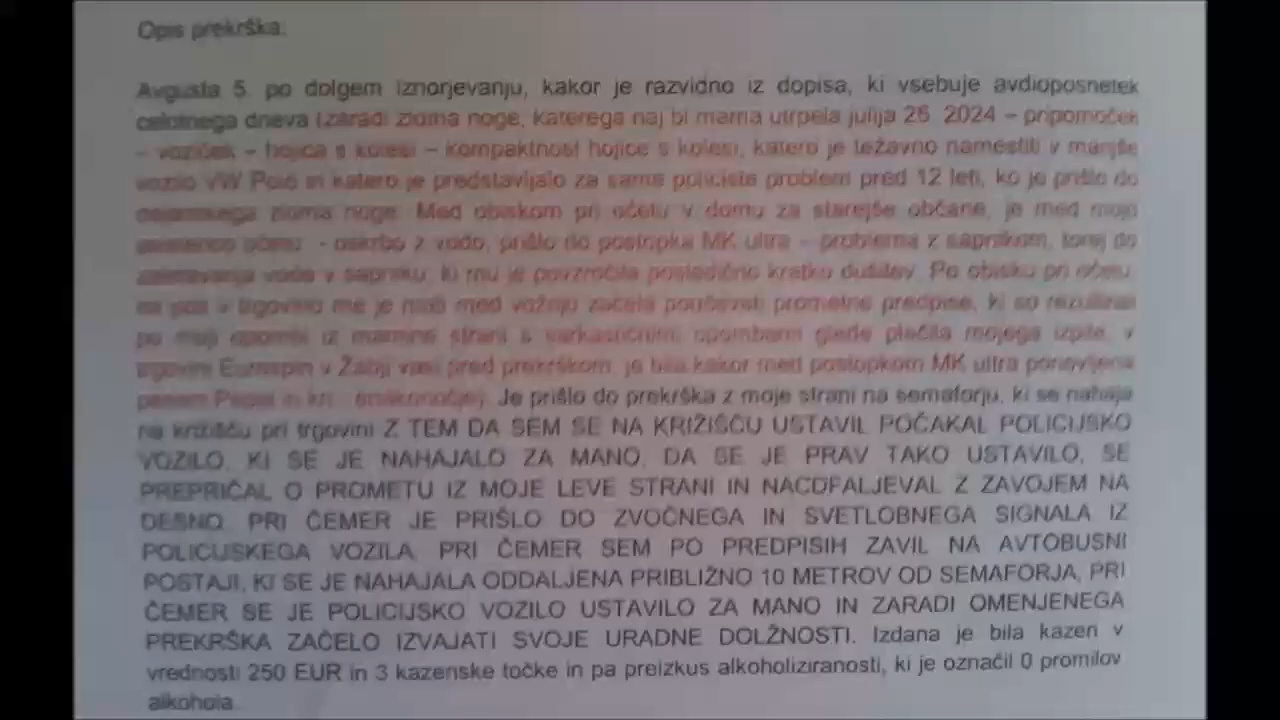 Opis prekrška:
Avgusta 5. po dolgem iznorjevanju, kakor je razvidno iz dopisa, ki vsebuje avdioposnetek
celotnega dneva (zaradi zloma noge, katerega naj bi mama utrpela julija 25. 2024 – pripomoček
– voziček – hojica s kolesi – kompaktnost hojice s kolesi, katero je težavno namestiti v manjše
vozilo VW Polo in katero je predstavljalo za same policiste problem pred 12 leti, ko je prišlo do
zloma noge. Med obiskom pri očetu v domu za starejše občane, je med mojo
asistenco očetu - oskrbo z vodo, prišlo do postopka MK ultra – problema z sapnikom, torej do
zastavanja vode v sapniku, ki mu je povzročila posledično kratko dušitev. Po obisku pri očetu,
na poti v trgovino me je mati med vožnjo začela poučevati prometne predpise, ki so rezultirali
po moji opombi iz mamine strani s sarkastičnimi opombami glede plačila mojega izpita, v
trgovini Eurospin v Žabji vasi pred prekrškom, je bila kakor med postopkom MK ultra ponovljena
pesem in . Je prišlo do prekrška z moje strani na semaforju, ki se nahaja
na križišču pri trgovini Z TEM DA SEM SE NA KRIŽIŠČU USTAVIL POČAKAL POLICIJSKO
VOZILO, KI SE JE NAHAJALO ZA MANO, DA SE JE PRAV TAKO USTAVILO, SE
PREPRIČAL O PROMETU IZ MOJE LEVE STRANI IN NADALJEVAL Z ZAVOJEM NA
DESNO, PRI ČEMER JE PRIŠLO DO ZVOČNEGA IN SVETLOBNEGA SIGNALA IZ
POLICIJSKEGA VOZILA, PRI ČEMER SEM PO PREDPISIH ZAVIL NA AVTOBUSNI
POSTAJI, KI SE JE NAHAJALA ODDALJENA PRIBLIŽNO 10 METROV OD SEMAFORJA, PRI
ČEMER SE JE POLICIJSKO VOZILO USTAVILO ZA MANO IN ZARADI OMENJENEGA
PREKRŠKA ZAČELO IZVAJATI SVOJE URADNE DOLŽNOSTI. Izdana je bila kazen v
vrednosti 250 EUR in 3 kazenske točke in pa preizkus alkoholiziranosti, ki je označil 0 promilov
alkohola.